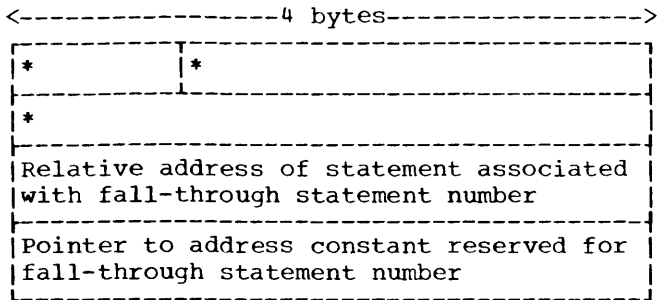 <-----------------4 bytes----------------->
* *
*
Relative address of statement associated
with fall-through statement number
Pointer to address constant reserved for
fall-through statement number